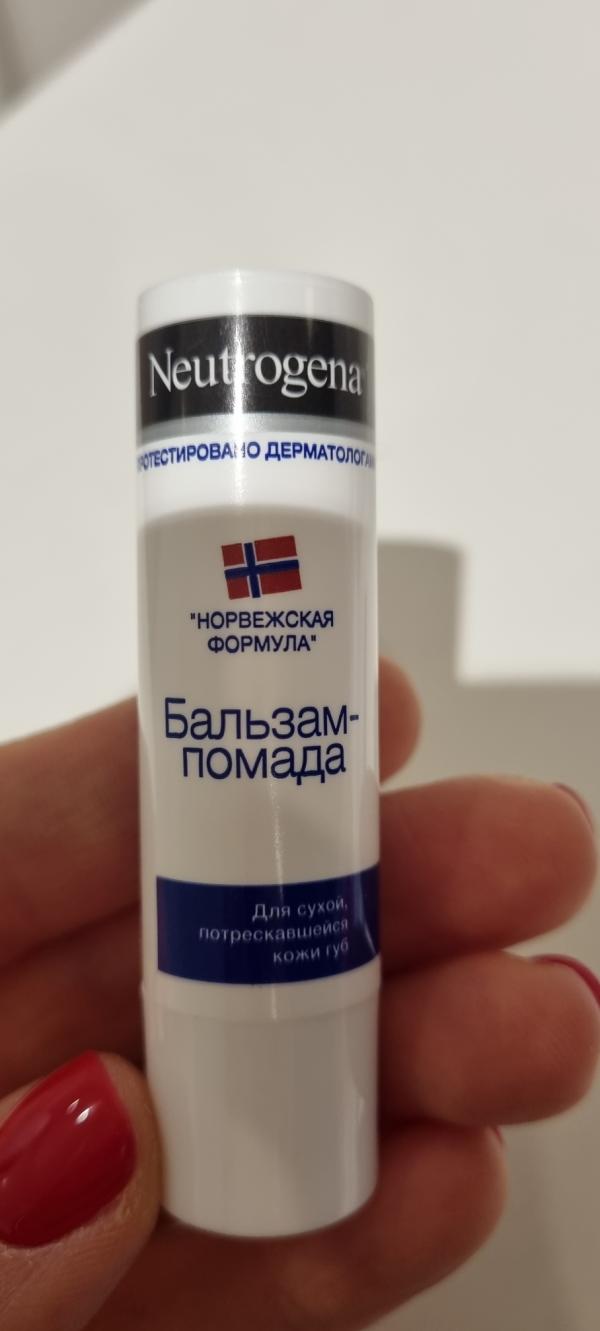 Neutrogena
ПРОТЕСТИРОВАНО ДЕРМАТОЛОГАМИ
"НОРВЕЖСКАЯ
ФОРМУЛА"
Бальзам-
помада
Для сухой,
потрескавшейся
кожи губ